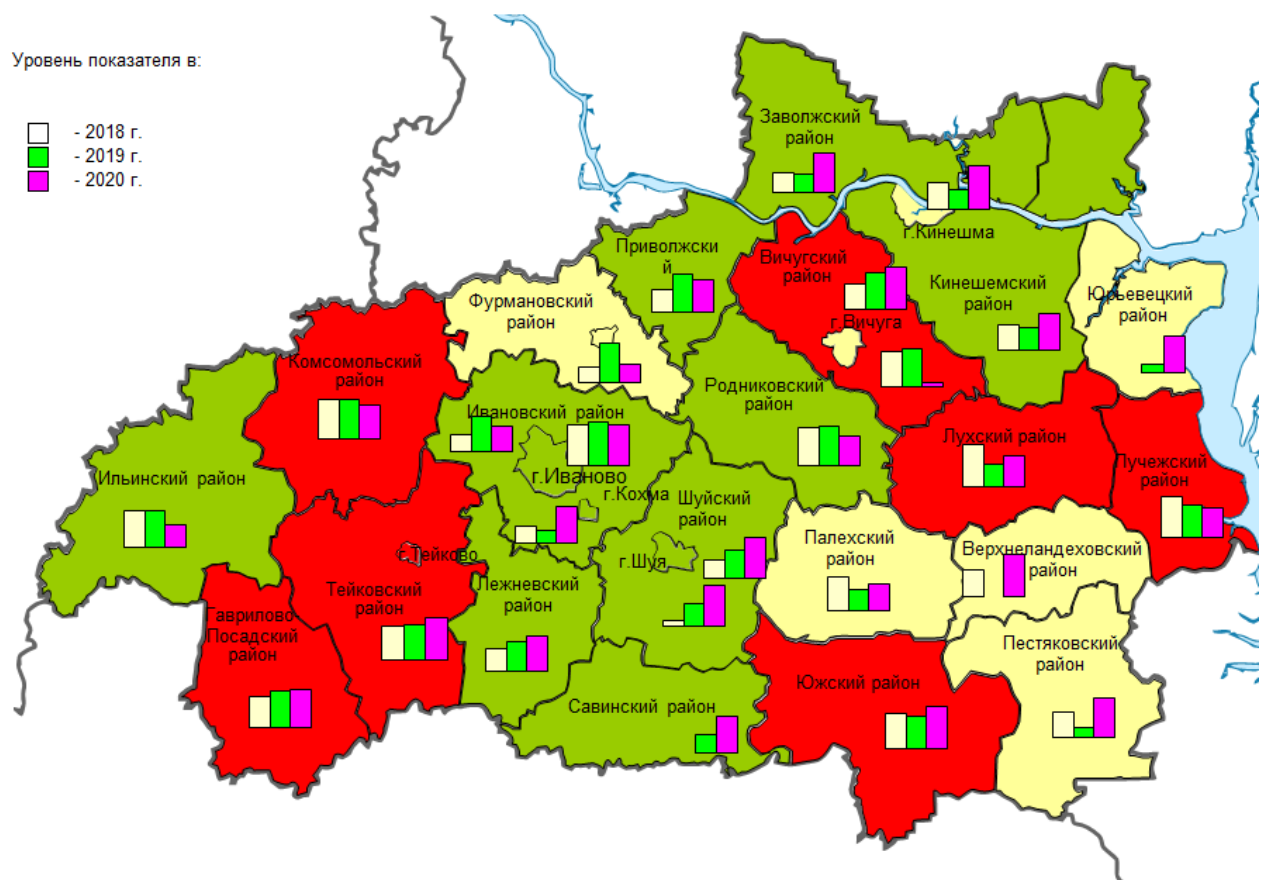 Уровень показателя в:
- 2018 г.
- 2019 г.
- 2020 г.
Заволжский
район
г.Кинешма
Приволжски
й
Вичугский
район
Кинешемский
район
Юрьевецкий
район
Фурмановский
район
г.Вичуга
Комсомольский
район
Родниковский
район
Ивановский район
Лухский район
Пучежский
район
Ильинский район
г.Иваново
г.Кохма
Шуйский
район
Палехский
район
Верхнеландеховский
район
г.Тейково
г.Шуя
Тейковский
район
Лежневский
район
Гаврилово-
Посадский
район
Пестяковский
район
Южский район
Савинский район